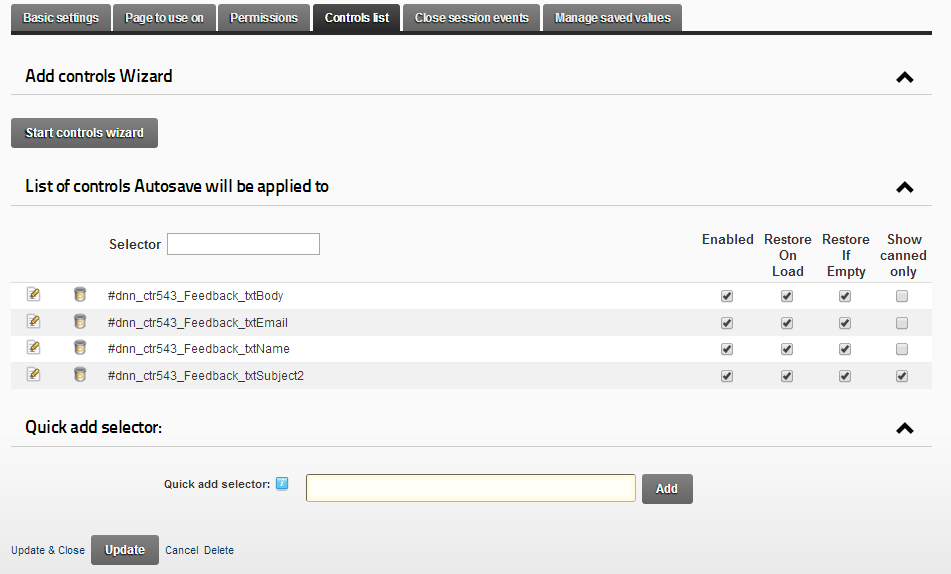 Basic settings Page to use on Permissions Controls list Close session events Manage saved values
Add controls Wizard
Start controls wizard
List of controls Autosave will be applied to
Selector Enabled Restore On Load Restore If Empty Show canned only
#dnn_ctr543_Feedback_txtBody
#dnn_ctr543_Feedback_txtEmail
#dnn_ctr543_Feedback_txtName
#dnn_ctr543_Feedback_txtSubject2
Quick add selector:
Quick add selector: Add
Update & Close Update Cancel Delete